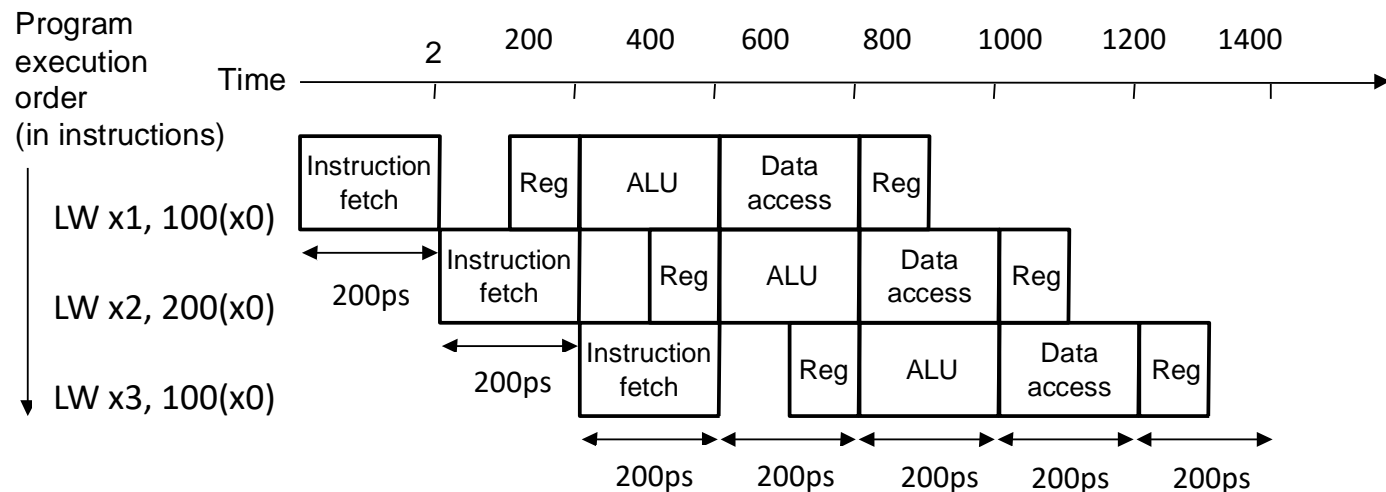 Program
execution
order
(in instructions)
Time
2 200 400 600 800 1000 1200 1400
Instruction
fetch
Reg
ALU
Data
access
Reg
LW x1, 100(x0)
200ps
Instruction
fetch
Reg
ALU
Data
access
Reg
LW x2, 200(x0)
200ps
Instruction
fetch
Reg
ALU
Data
access
Reg
LW x3, 100(x0)
200ps 200ps 200ps 200ps 200ps